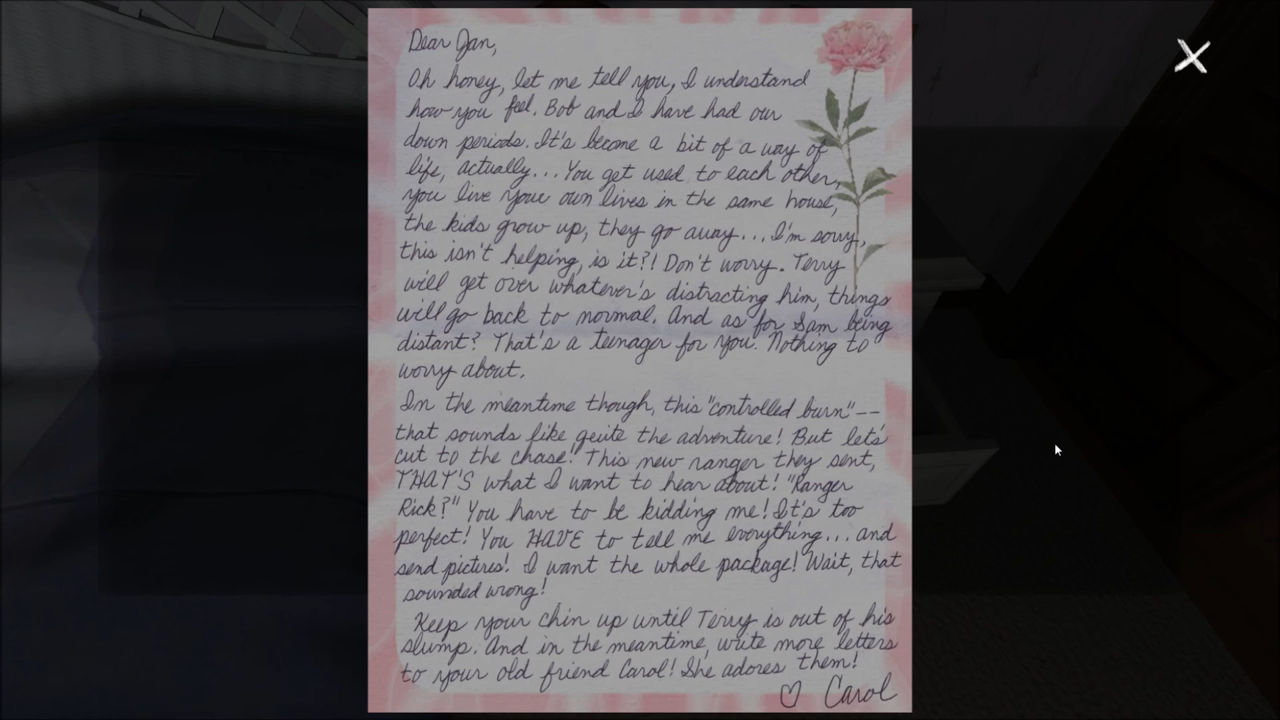 Dear Jan,
Oh honey, let me tell you, I understand
how you feel. Bob and I have had our
down periods. It's become a bit of a way of
life, actually... You get used to each other,
you live your own lives in the same house,
the kids grow up, they go away... I'm sorry,
this isn't helping, is it?! Don't worry. Terry
will get over whatever's distracting him, things
will go back to normal. And as for Sam being
distant? That's a teenager for you. Nothing to
worry about.
In the meantime though, this "controlled burn"--
that sounds like quite the adventure! But let's
cut to the chase! This new ranger they sent,
THAT'S what I want to hear about! "Ranger
Rick?" You have to be kidding me! It's too
perfect! You HAVE to tell me everything... and
send pictures! I want the whole package! Wait, that
sounded wrong!
Keep your chin up until Terry is out of his
slump. And in the meantime, write more letters
to your old friend Carol! She adores them!
♡ Carol